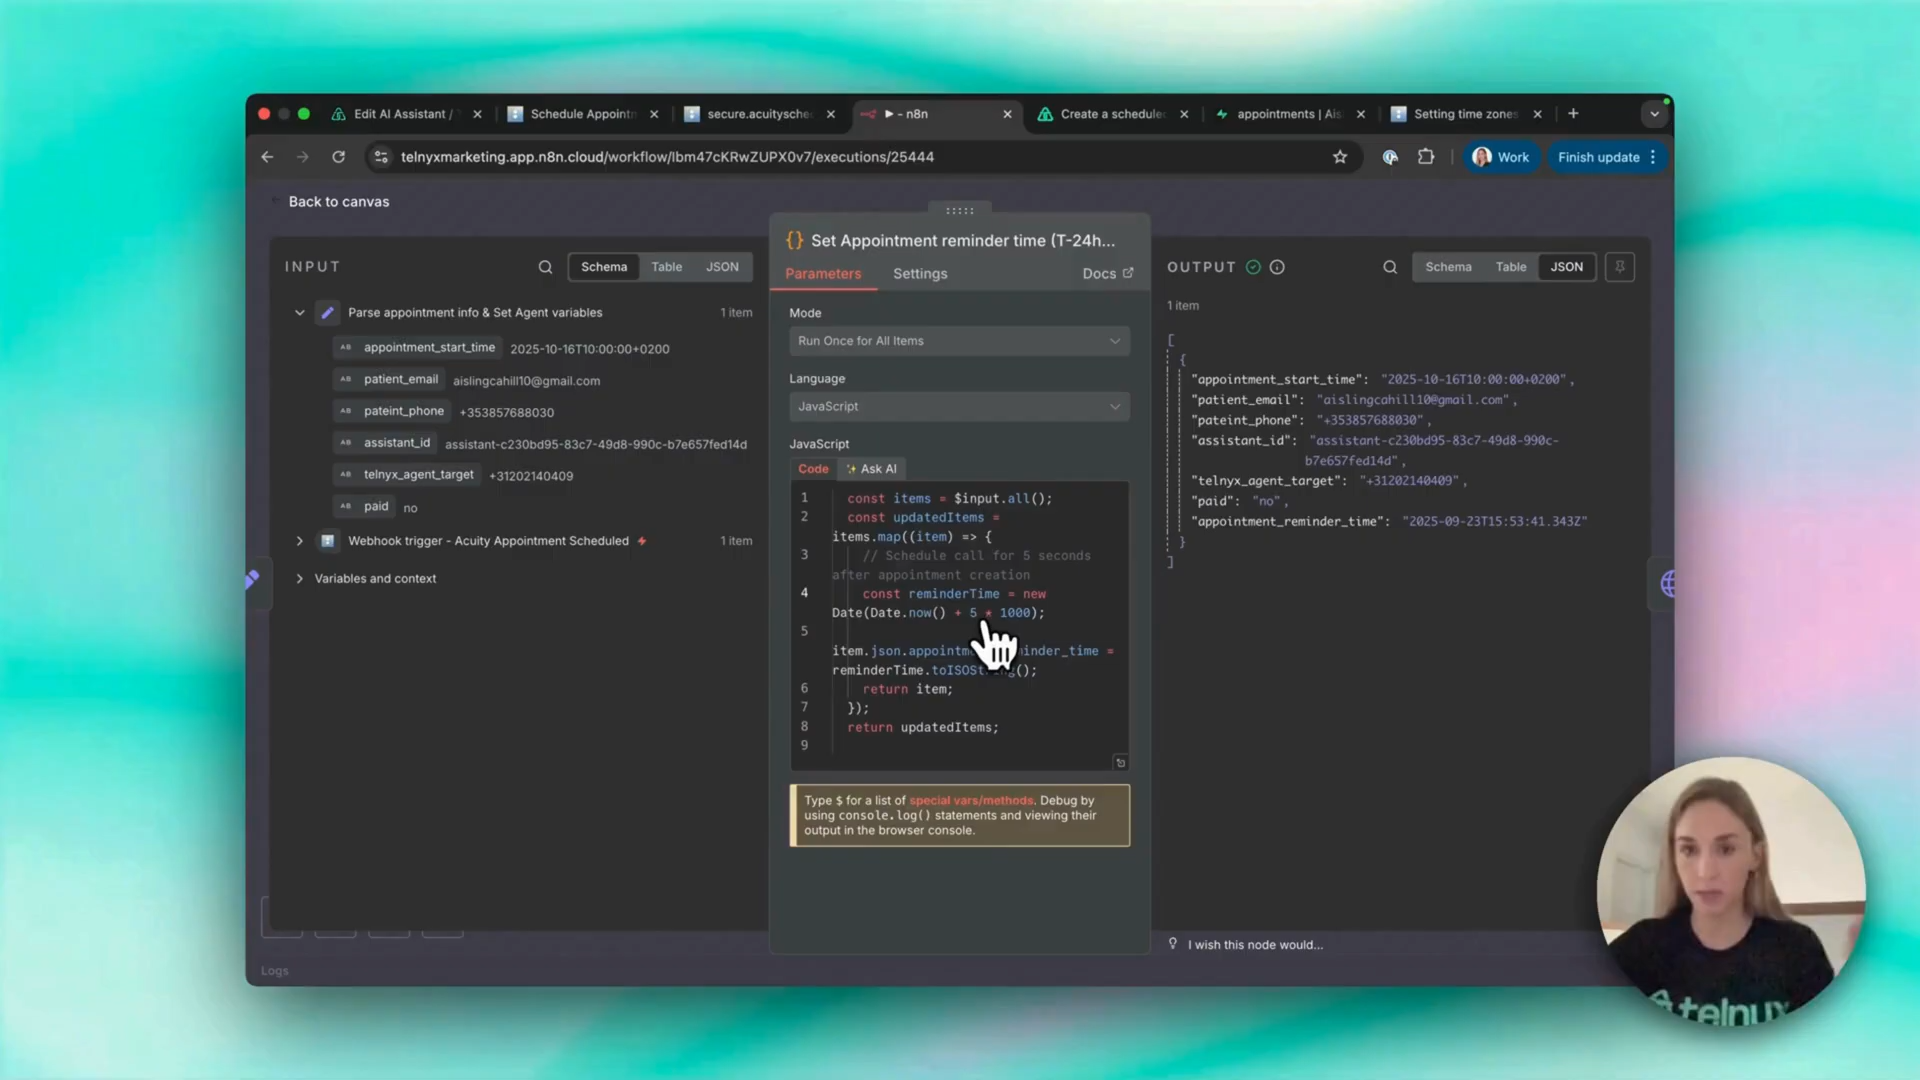 Edit AI Assistant /
Schedule Appointm
secure.acuitysched
▶ - n8n
Create a schedulec
appointments | Ais
Setting time zones
telnyxmarketing.app.n8n.cloud/workflow/lbm47cKRwZUPX0v7/executions/25444
Work
Finish update
Back to canvas
INPUT
Schema
Table
JSON
Parse appointment info & Set Agent variables
1 item
AB appointment_start_time 2025-10-16T10:00:00+0200
AB patient_email aislingcahill10@gmail.com
AB pateint_phone +353857688030
AB assistant_id assistant-c230bd95-83c7-49d8-990c-b7e657fed14d
AB telnyx_agent_target +31202140409
AB paid no
Webhook trigger - Acuity Appointment Scheduled
1 item
Variables and context
Logs
{} Set Appointment reminder time (T-24h...
Parameters
Settings
Docs
Mode
Run Once for All Items
Language
JavaScript
JavaScript
Code
Ask AI
1 const items = $input.all();
2 const updatedItems =
items.map((item) => {
3 // Schedule call for 5 seconds
after appointment creation
4 const reminderTime = new
Date(Date.now() + 5 * 1000);
5
item.json.appointm inder_time =
reminderTime.toISOSt g();
6 return item;
7 });
8 return updatedItems;
9
Type $ for a list of special vars/methods. Debug by
using console.log() statements and viewing their
output in the browser console.
OUTPUT
Schema
Table
JSON
1 item
[
{
"appointment_start_time": "2025-10-16T10:00:00+0200",
"patient_email": "aislingcahill10@gmail.com",
"pateint_phone": "+353857688030",
"assistant_id": "assistant-c230bd95-83c7-49d8-990c-
b7e657fed14d",
"telnyx_agent_target": "+31202140409",
"paid": "no",
"appointment_reminder_time": "2025-09-23T15:53:41.343Z"
}
]
I wish this node would...
telnyx